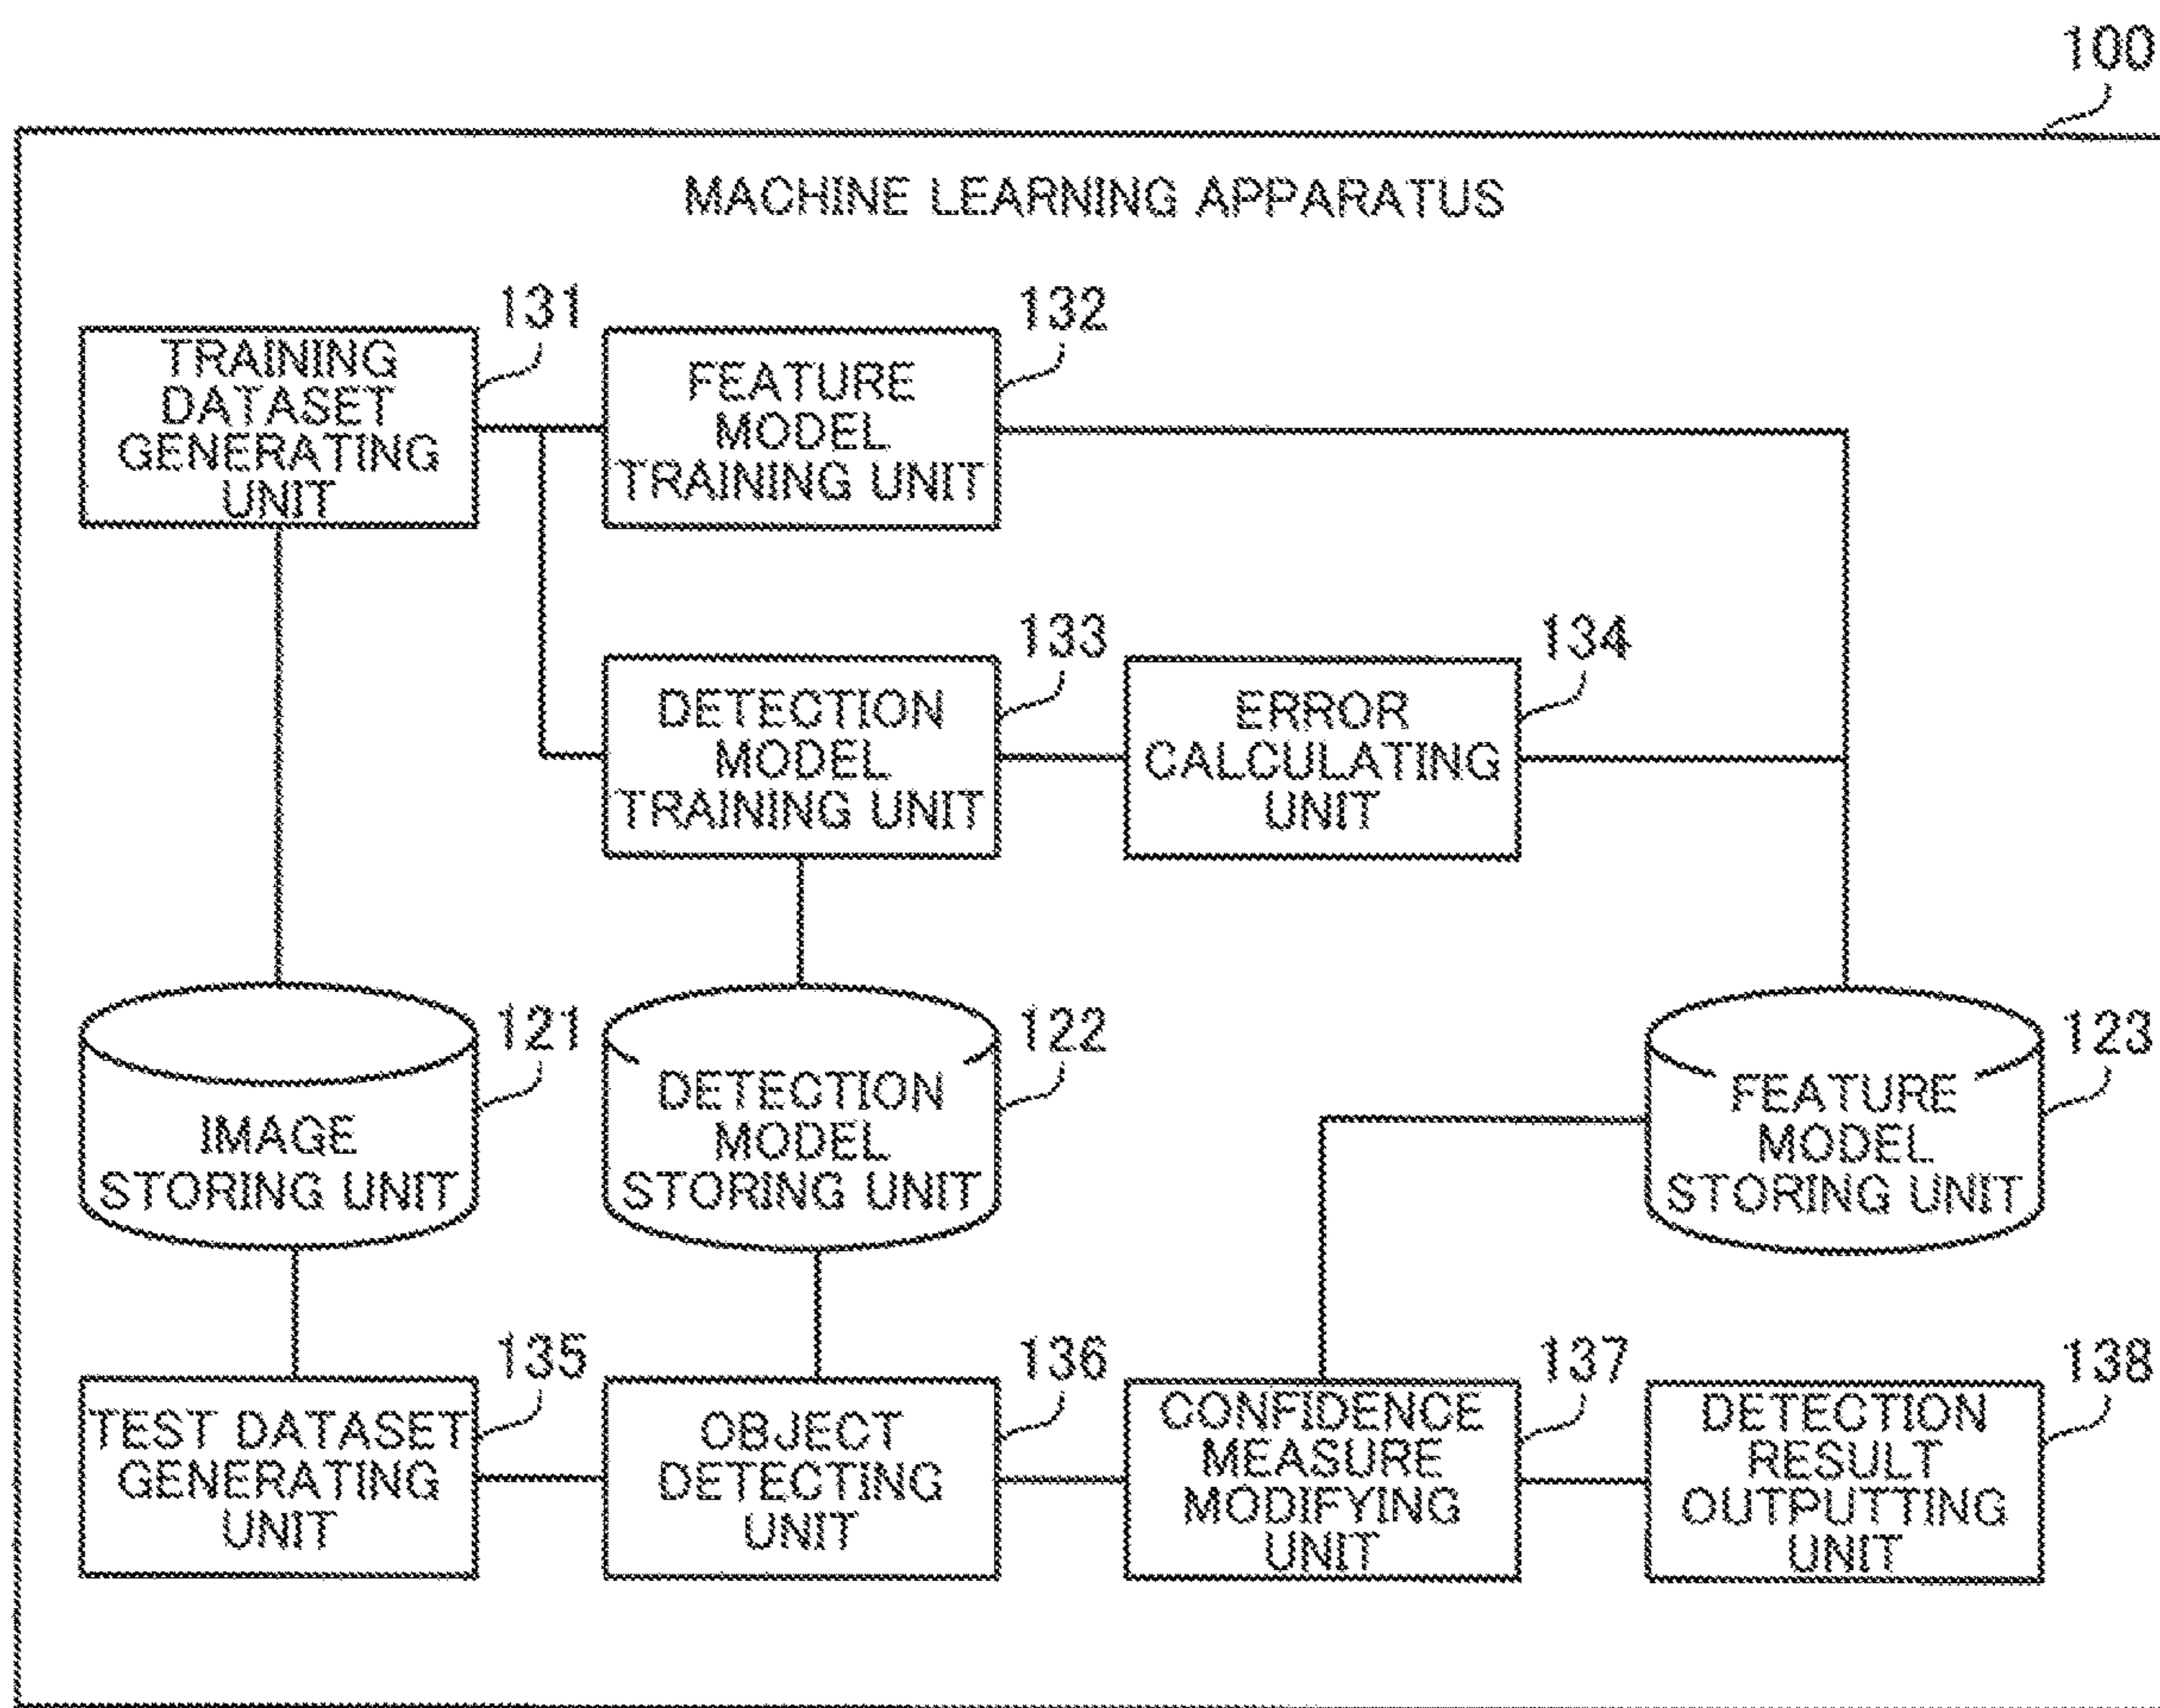 100
MACHINE LEARNING APPARATUS
131
TRAINING
DATASET
GENERATING
UNIT
132
FEATURE
MODEL
TRAINING UNIT
133
DETECTION
MODEL
TRAINING UNIT
134
ERROR
CALCULATING
UNIT
121
IMAGE
STORING UNIT
122
DETECTION
MODEL
STORING UNIT
123
FEATURE
MODEL
STORING UNIT
135
TEST DATASET
GENERATING
UNIT
136
OBJECT
DETECTING
UNIT
137
CONFIDENCE
MEASURE
MODIFYING
UNIT
138
DETECTION
RESULT
OUTPUTTING
UNIT